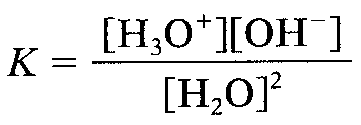 K = [H₃O⁺][OH⁻] / [H₂O]²